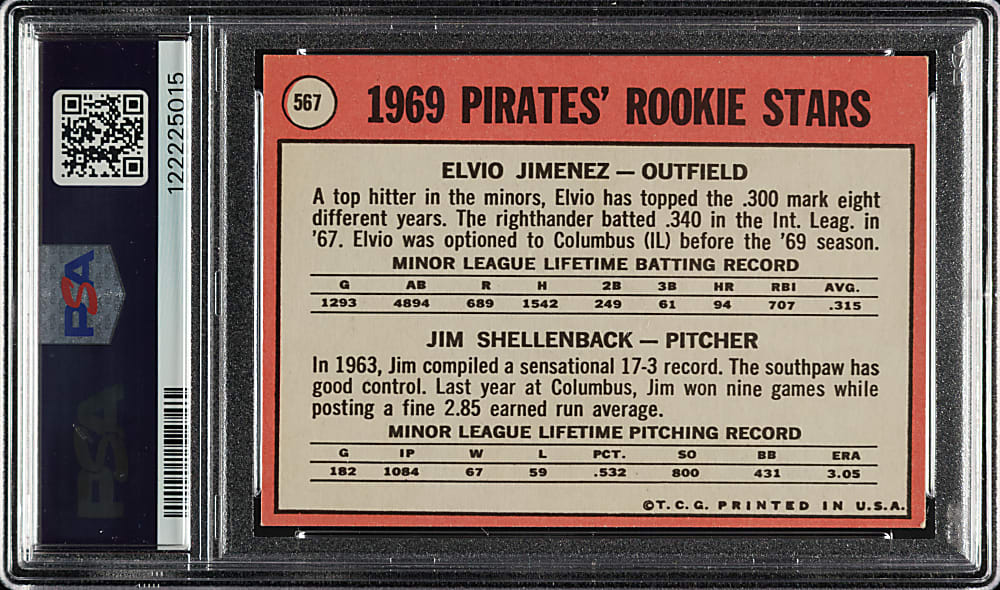 122225015
PSA
PSA
567
1969 PIRATES' ROOKIE STARS
ELVIO JIMENEZ — OUTFIELD
A top hitter in the minors, Elvio has topped the .300 mark eight
different years. The righthander batted .340 in the Int. Leag. in
'67. Elvio was optioned to Columbus (IL) before the '69 season.
MINOR LEAGUE LIFETIME BATTING RECORD
G AB R H 2B 3B HR RBI AVG.
1293 4894 689 1542 249 61 94 707 .315
JIM SHELLENBACK — PITCHER
In 1963, Jim compiled a sensational 17-3 record. The southpaw has
good control. Last year at Columbus, Jim won nine games while
posting a fine 2.85 earned run average.
MINOR LEAGUE LIFETIME PITCHING RECORD
G IP W L PCT. SO BB ERA
182 1084 67 59 .532 800 431 3.05
©T.C.G. PRINTED IN U.S.A.